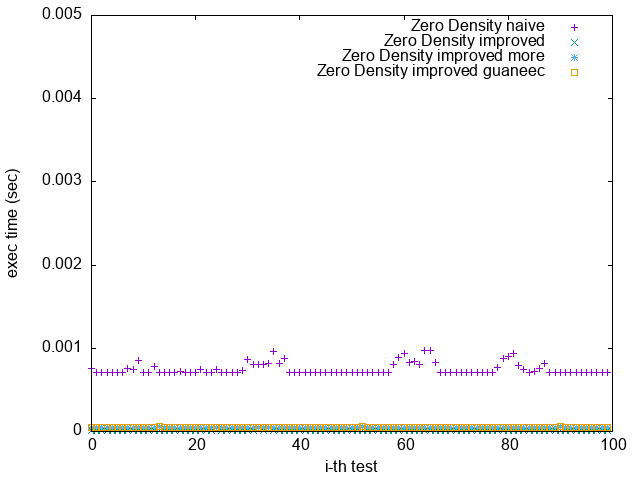 0.005
0.004
0.003
0.002
0.001
0
0 20 40 60 80 100
exec time (sec)
i-th test
Zero Density naive
Zero Density improved
Zero Density improved more
Zero Density improved guaneec